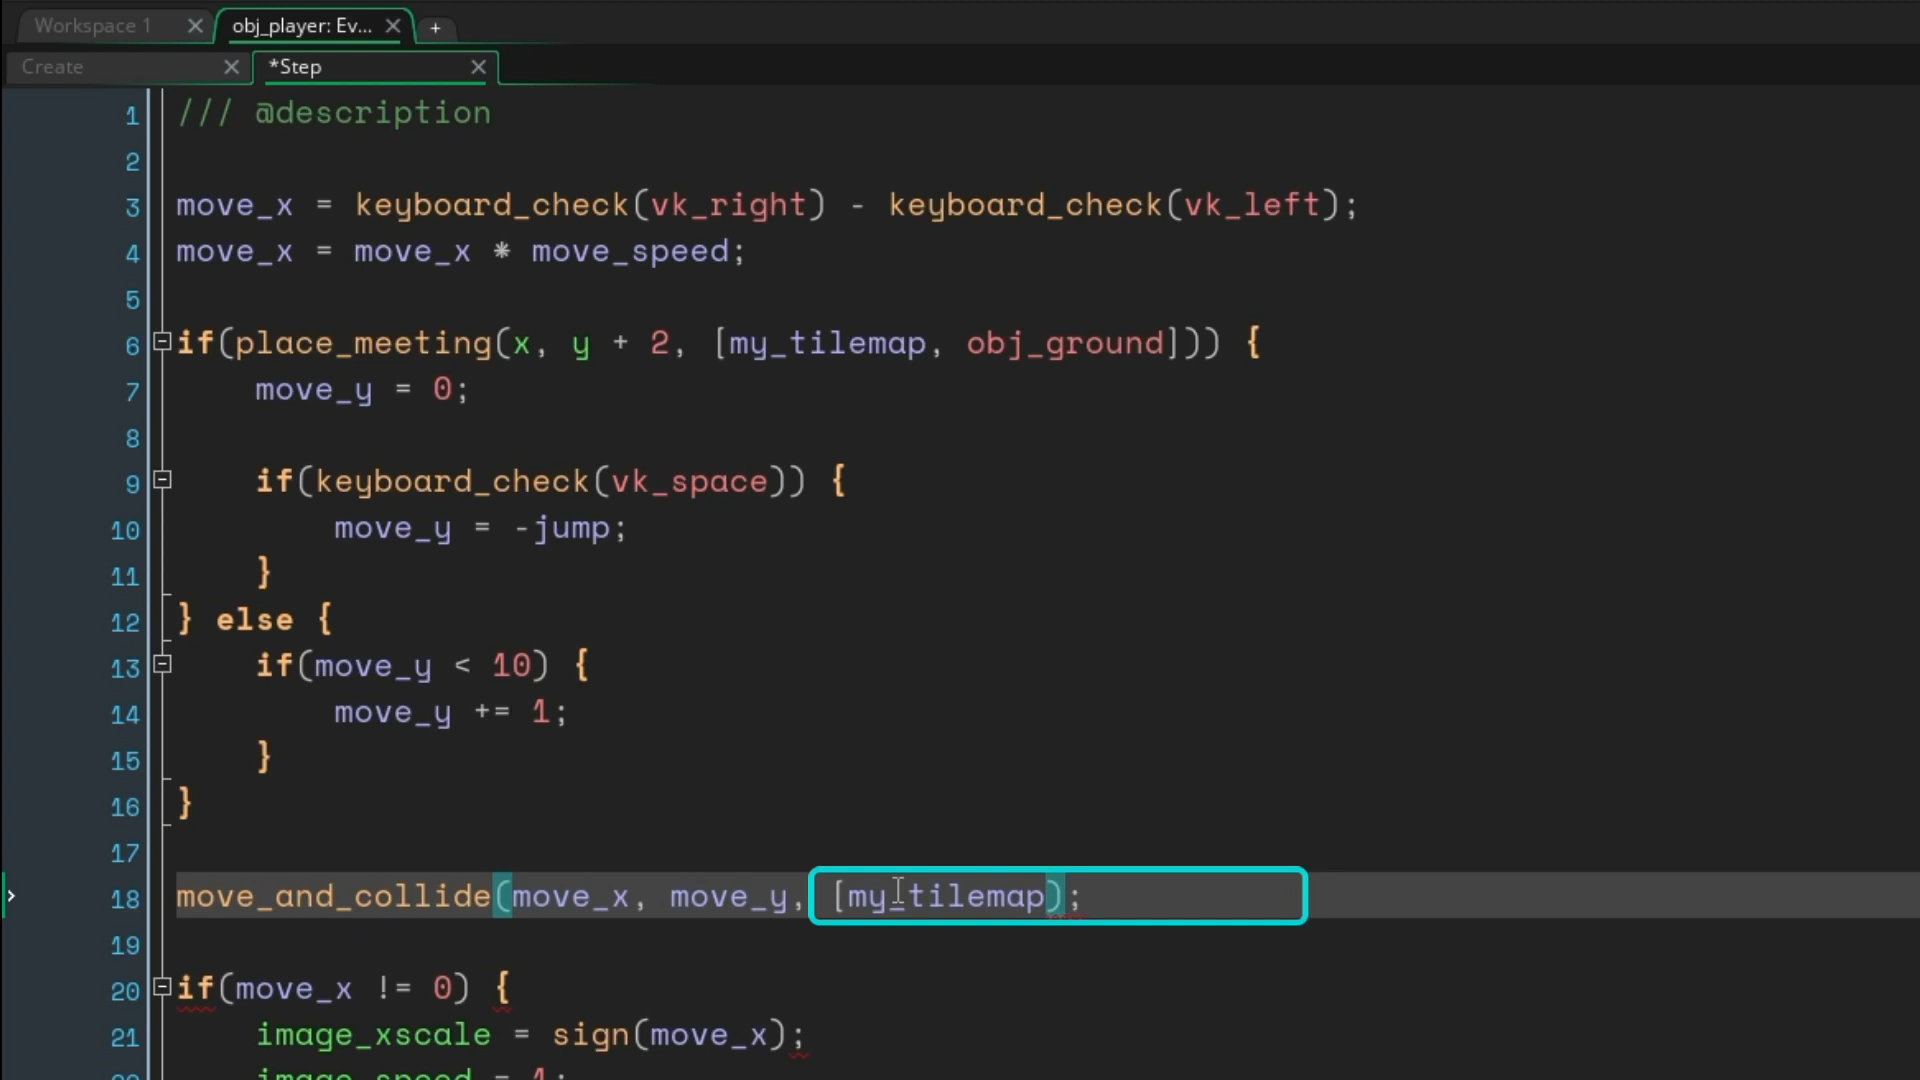 Workspace 1
obj_player: Ev...
Create
*Step
1 /// @description
2
3 move_x = keyboard_check(vk_right) - keyboard_check(vk_left);
4 move_x = move_x * move_speed;
5
6 if(place_meeting(x, y + 2, [my_tilemap, obj_ground])) {
7 move_y = 0;
8
9 if(keyboard_check(vk_space)) {
10 move_y = -jump;
11 }
12 } else {
13 if(move_y < 10) {
14 move_y += 1;
15 }
16 }
17
18 move_and_collide(move_x, move_y, [my_tilemap);
19
20 if(move_x != 0) {
21 image_xscale = sign(move_x);
22 image_speed = 1;